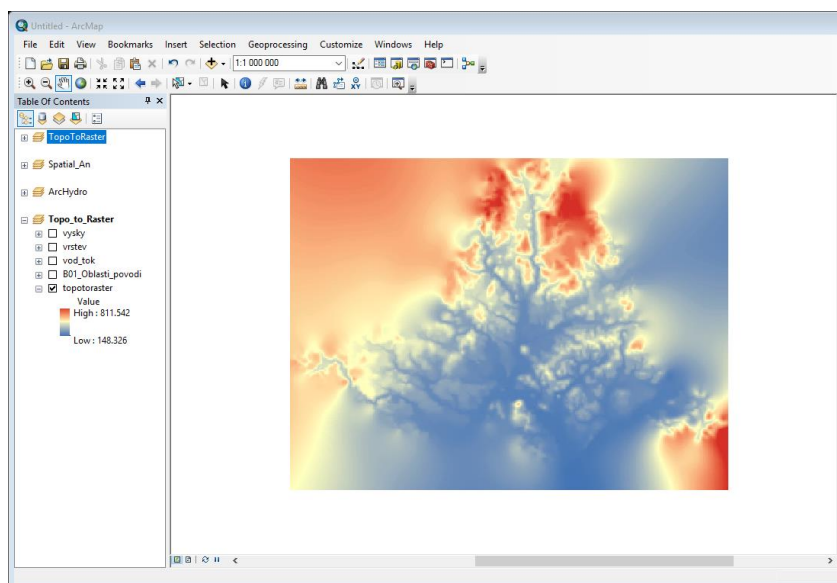 Untitled - ArcMap
File Edit View Bookmarks Insert Selection Geoprocessing Customize Windows Help
1:1 000 000
Table Of Contents
TopoToRaster
Spatial_An
ArcHydro
Topo_to_Raster
vysky
vrstev
vod_tok
B01_Oblasti_povodi
topotoraster
Value
High : 811.542
Low : 148.326